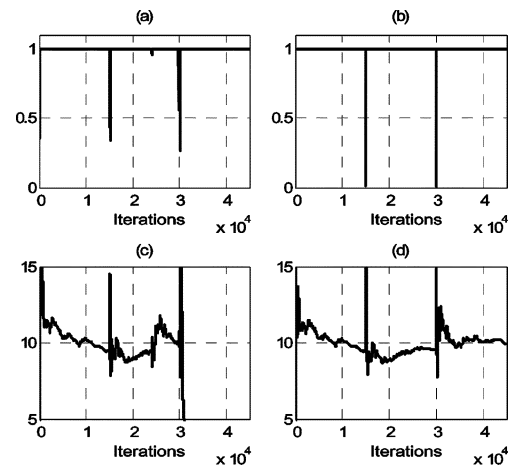 (a)
1
0.5
0
0 1 2 3 4
Iterations
x 10^4
(b)
1
0.5
0
0 1 2 3 4
Iterations
x 10^4
(c)
15
10
5
0 1 2 3 4
Iterations
x 10^4
(d)
15
10
5
0 1 2 3 4
Iterations
x 10^4